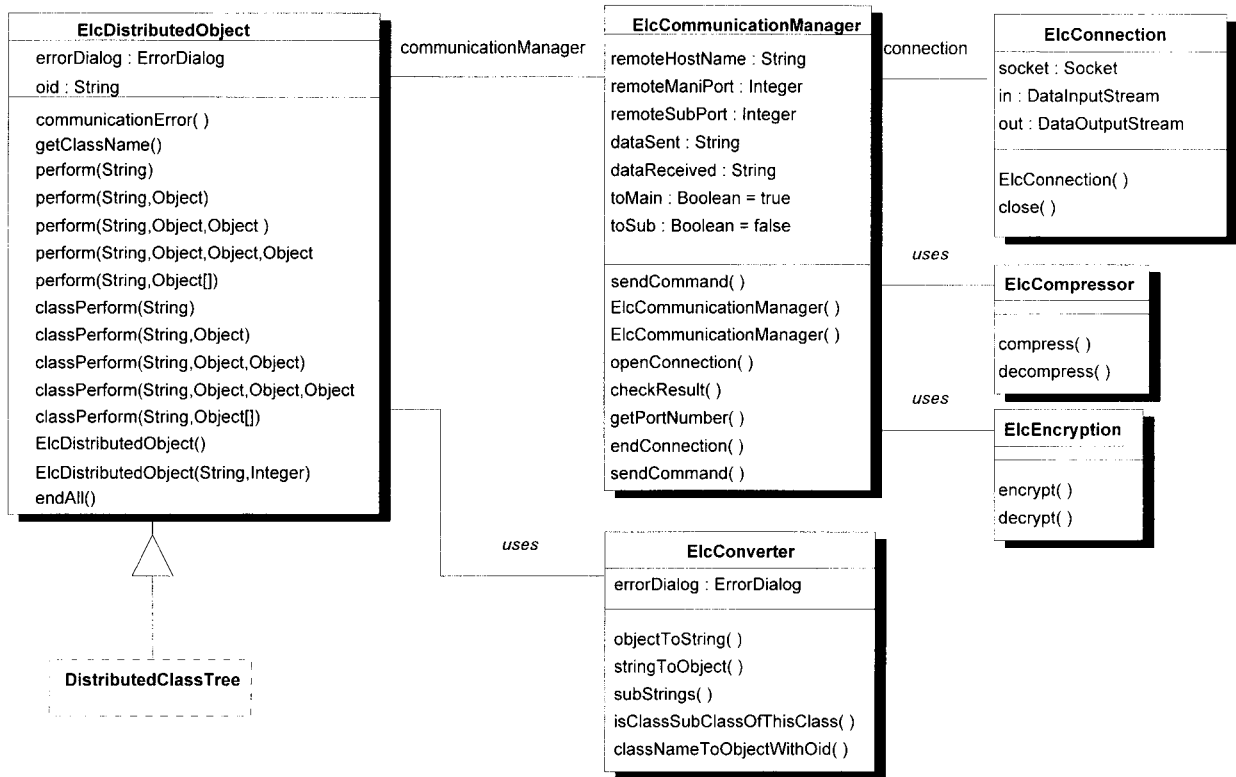 ElcDistributedObject
errorDialog : ErrorDialog
oid : String
communicationError( )
getClassName()
perform(String)
perform(String,Object)
perform(String,Object,Object )
perform(String,Object,Object,Object
perform(String,Object[])
classPerform(String)
classPerform(String,Object)
classPerform(String,Object,Object)
classPerform(String,Object,Object,Object
classPerform(String,Object[])
ElcDistributedObject()
ElcDistributedObject(String,Integer)
endAll()
communicationManager
ElcCommunicationManager
remoteHostName : String
remoteManiPort : Integer
remoteSubPort : Integer
dataSent : String
dataReceived : String
toMain : Boolean = true
toSub : Boolean = false
sendCommand( )
ElcCommunicationManager( )
ElcCommunicationManager( )
openConnection( )
checkResult( )
getPortNumber( )
endConnection( )
sendCommand( )
connection
ElcConnection
socket : Socket
in : DataInputStream
out : DataOutputStream
ElcConnection( )
close( )
uses
ElcCompressor
compress( )
decompress( )
uses
ElcEncryption
encrypt( )
decrypt( )
uses
ElcConverter
errorDialog : ErrorDialog
objectToString( )
stringToObject( )
subStrings( )
isClassSubClassOfThisClass( )
classNameToObjectWithOid( )
DistributedClassTree